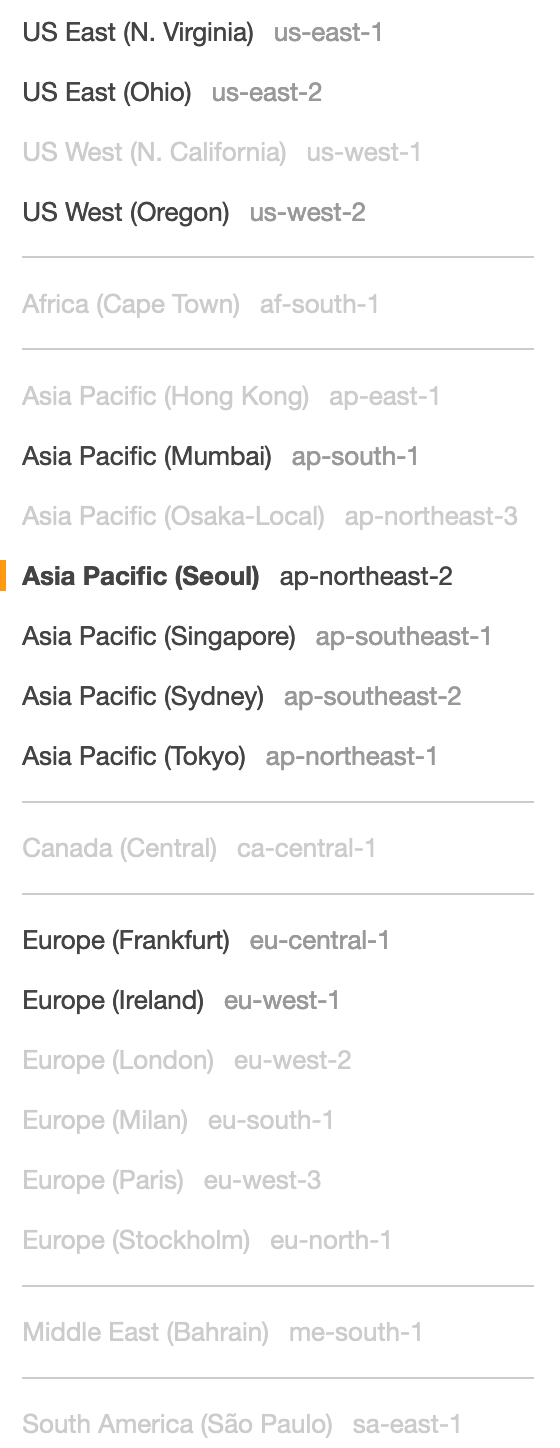 US East (N. Virginia) us-east-1
US East (Ohio) us-east-2
US West (N. California) us-west-1
US West (Oregon) us-west-2
Africa (Cape Town) af-south-1
Asia Pacific (Hong Kong) ap-east-1
Asia Pacific (Mumbai) ap-south-1
Asia Pacific (Osaka-Local) ap-northeast-3
Asia Pacific (Seoul) ap-northeast-2
Asia Pacific (Singapore) ap-southeast-1
Asia Pacific (Sydney) ap-southeast-2
Asia Pacific (Tokyo) ap-northeast-1
Canada (Central) ca-central-1
Europe (Frankfurt) eu-central-1
Europe (Ireland) eu-west-1
Europe (London) eu-west-2
Europe (Milan) eu-south-1
Europe (Paris) eu-west-3
Europe (Stockholm) eu-north-1
Middle East (Bahrain) me-south-1
South America (São Paulo) sa-east-1